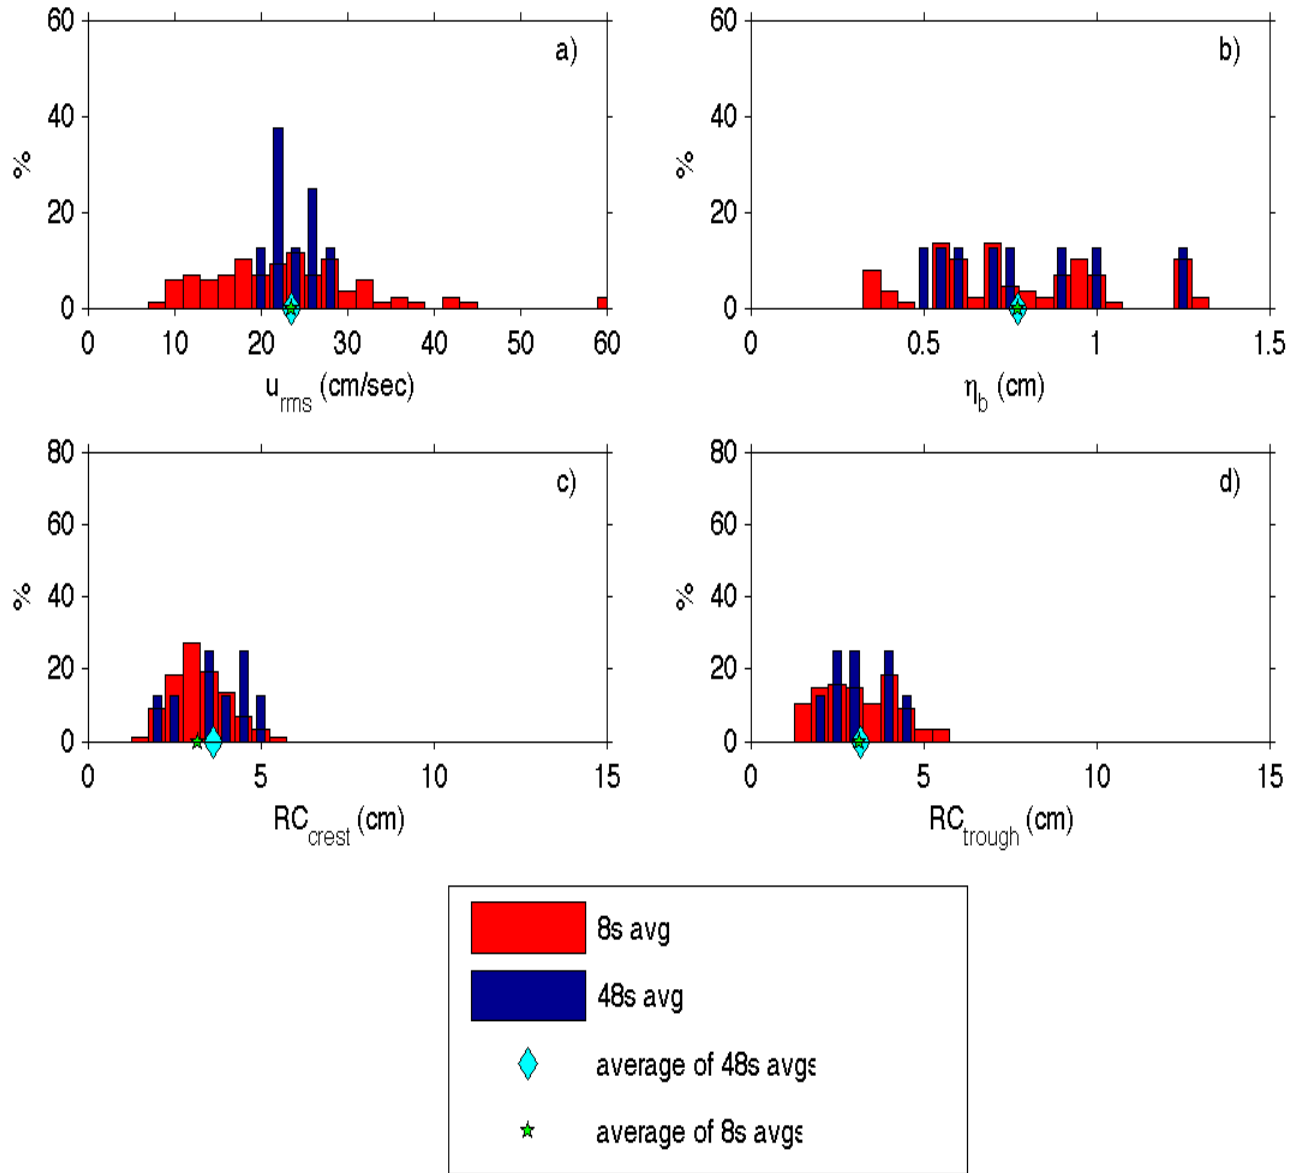 60
40
20
0
%
a)
0 10 20 30 40 50 60
u_rms (cm/sec)
60
40
20
0
%
b)
0 0.5 1 1.5
η_b (cm)
80
60
40
20
0
%
c)
0 5 10 15
RC_crest (cm)
80
60
40
20
0
%
d)
0 5 10 15
RC_trough (cm)
8s avg
48s avg
average of 48s avgs
average of 8s avgs